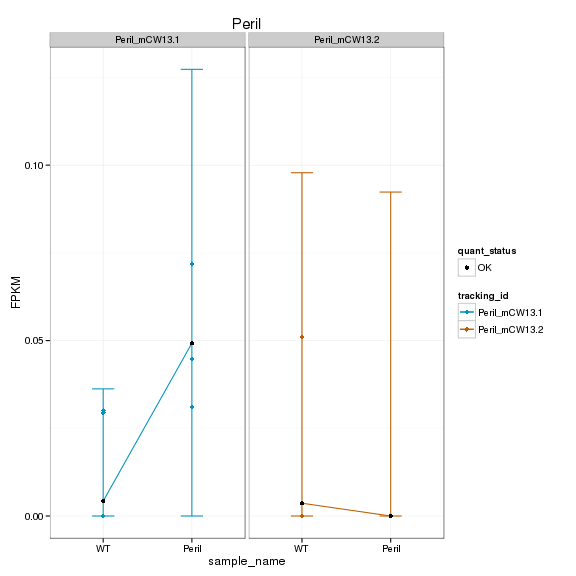 Peril
Peril_mCW13.1
Peril_mCW13.2
0.10
0.05
0.00
FPKM
WT
Peril
WT
Peril
sample_name
quant_status
OK
tracking_id
Peril_mCW13.1
Peril_mCW13.2